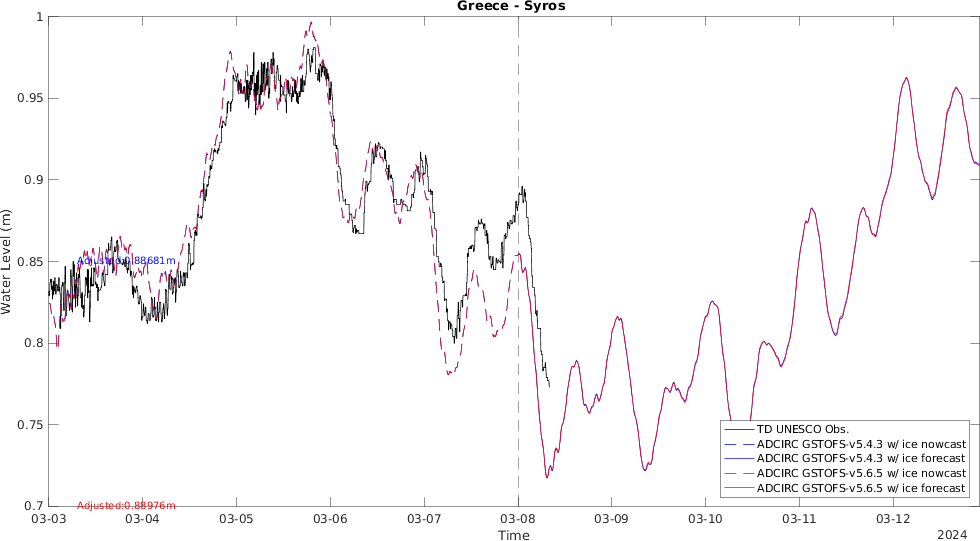 Greece - Syros
1
0.95
0.9
0.85
0.8
0.75
0.7
Water Level (m)
Adjusted:0.88681m
Adjusted:0.88976m
TD UNESCO Obs.
ADCIRC GSTOFS-v5.4.3 w/ ice nowcast
ADCIRC GSTOFS-v5.4.3 w/ ice forecast
ADCIRC GSTOFS-v5.6.5 w/ ice nowcast
ADCIRC GSTOFS-v5.6.5 w/ ice forecast
03-03 03-04 03-05 03-06 03-07 03-08 03-09 03-10 03-11 03-12
Time
2024